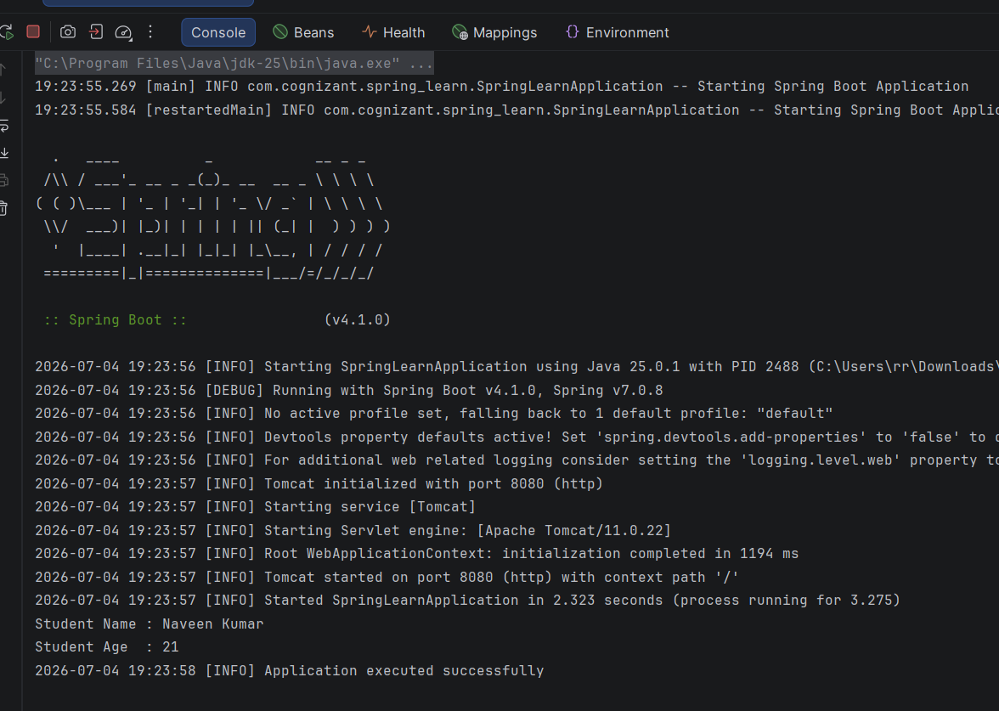 Console Beans Health Mappings Environment
"C:\Program Files\Java\jdk-25\bin\java.exe" ...
19:23:55.269 [main] INFO com.cognizant.spring_learn.SpringLearnApplication -- Starting Spring Boot Application
19:23:55.584 [restartedMain] INFO com.cognizant.spring_learn.SpringLearnApplication -- Starting Spring Boot Applic
  .   ____          _            __ _ _
 /\\ / ___'_ __ _ _(_)_ __  __ _ \ \ \ \
( ( )\___ | '_ | '_| | '_ \/ _` | \ \ \ \
 \\/  ___)| |_)| | | | | || (_| |  ) ) ) )
  '  |____| .__|_| |_|_| |_\__, | / / / /
 =========|_|==============|___/=/_/_/_/
 :: Spring Boot ::                (v4.1.0)
2026-07-04 19:23:56 [INFO] Starting SpringLearnApplication using Java 25.0.1 with PID 2488 (C:\Users\rr\Downloads\
2026-07-04 19:23:56 [DEBUG] Running with Spring Boot v4.1.0, Spring v7.0.8
2026-07-04 19:23:56 [INFO] No active profile set, falling back to 1 default profile: "default"
2026-07-04 19:23:56 [INFO] Devtools property defaults active! Set 'spring.devtools.add-properties' to 'false' to
2026-07-04 19:23:56 [INFO] For additional web related logging consider setting the 'logging.level.web' property to
2026-07-04 19:23:57 [INFO] Tomcat initialized with port 8080 (http)
2026-07-04 19:23:57 [INFO] Starting service [Tomcat]
2026-07-04 19:23:57 [INFO] Starting Servlet engine: [Apache Tomcat/11.0.22]
2026-07-04 19:23:57 [INFO] Root WebApplicationContext: initialization completed in 1194 ms
2026-07-04 19:23:57 [INFO] Tomcat started on port 8080 (http) with context path '/'
2026-07-04 19:23:57 [INFO] Started SpringLearnApplication in 2.323 seconds (process running for 3.275)
Student Name : Naveen Kumar
Student Age  : 21
2026-07-04 19:23:58 [INFO] Application executed successfully